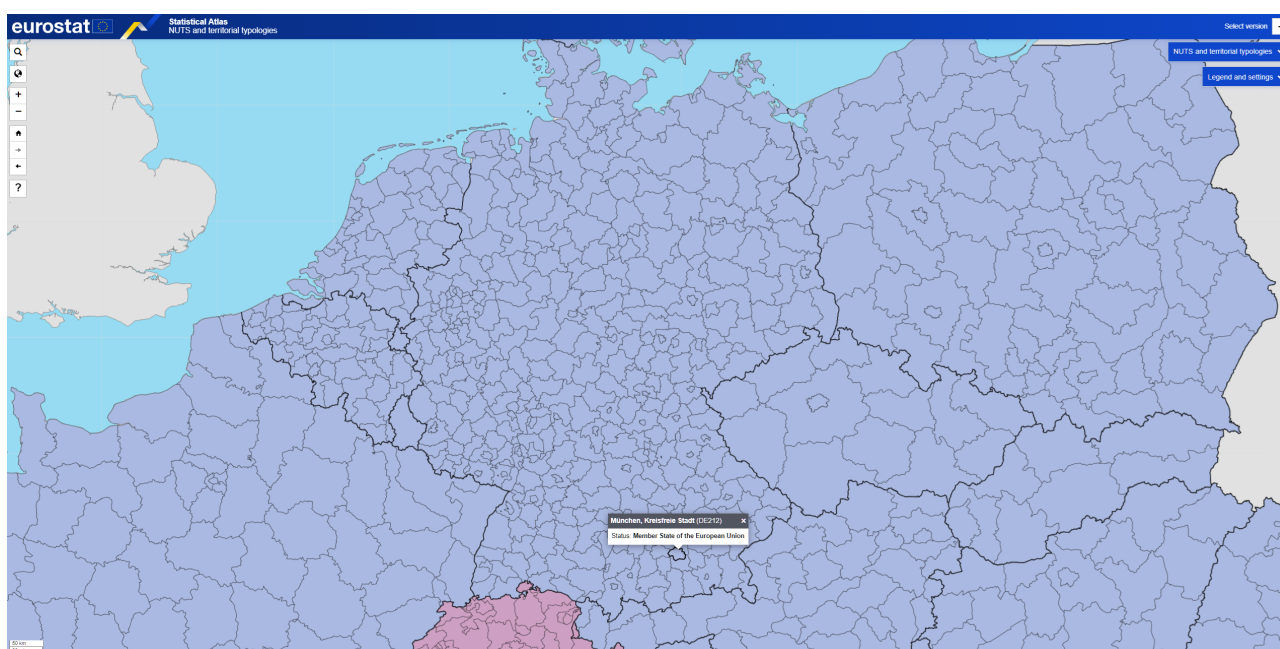 eurostat
Statistical Atlas
NUTS and territorial typologies
Select version
NUTS and territorial typologies
Legend and settings
+
−
?
München, Kreisfreie Stadt (DE212) ×
Status: Member State of the European Union
50 km